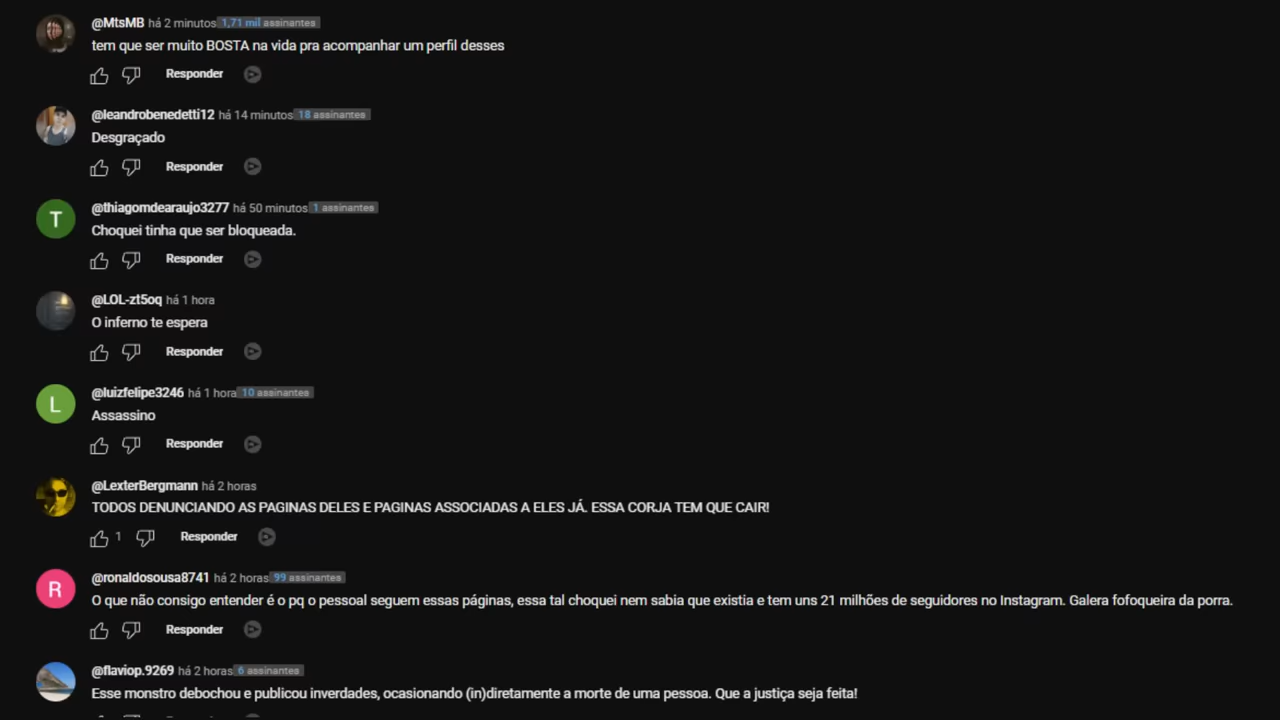 @MtsMB há 2 minutos 1,71 mil assinantes
tem que ser muito BOSTA na vida pra acompanhar um perfil desses
Responder
@leandrobenedetti12 há 14 minutos 18 assinantes
Desgraçado
Responder
T
@thiagomdearaujo3277 há 50 minutos 1 assinantes
Choquei tinha que ser bloqueada.
Responder
@LOL-zt5oq há 1 hora
O inferno te espera
Responder
L
@luizfelipe3246 há 1 hora 10 assinantes
Assassino
Responder
@LexterBergmann há 2 horas
TODOS DENUNCIANDO AS PAGINAS DELES E PAGINAS ASSOCIADAS A ELES JÁ. ESSA CORJA TEM QUE CAIR!
1 Responder
R
@ronaldosousa8741 há 2 horas 99 assinantes
O que não consigo entender é o pq o pessoal seguem essas páginas, essa tal choquei nem sabia que existia e tem uns 21 milhões de seguidores no Instagram. Galera fofoqueira da porra.
Responder
@flaviop.9269 há 2 horas 6 assinantes
Esse monstro debochou e publicou inverdades, ocasionando (in)diretamente a morte de uma pessoa. Que a justiça seja feita!